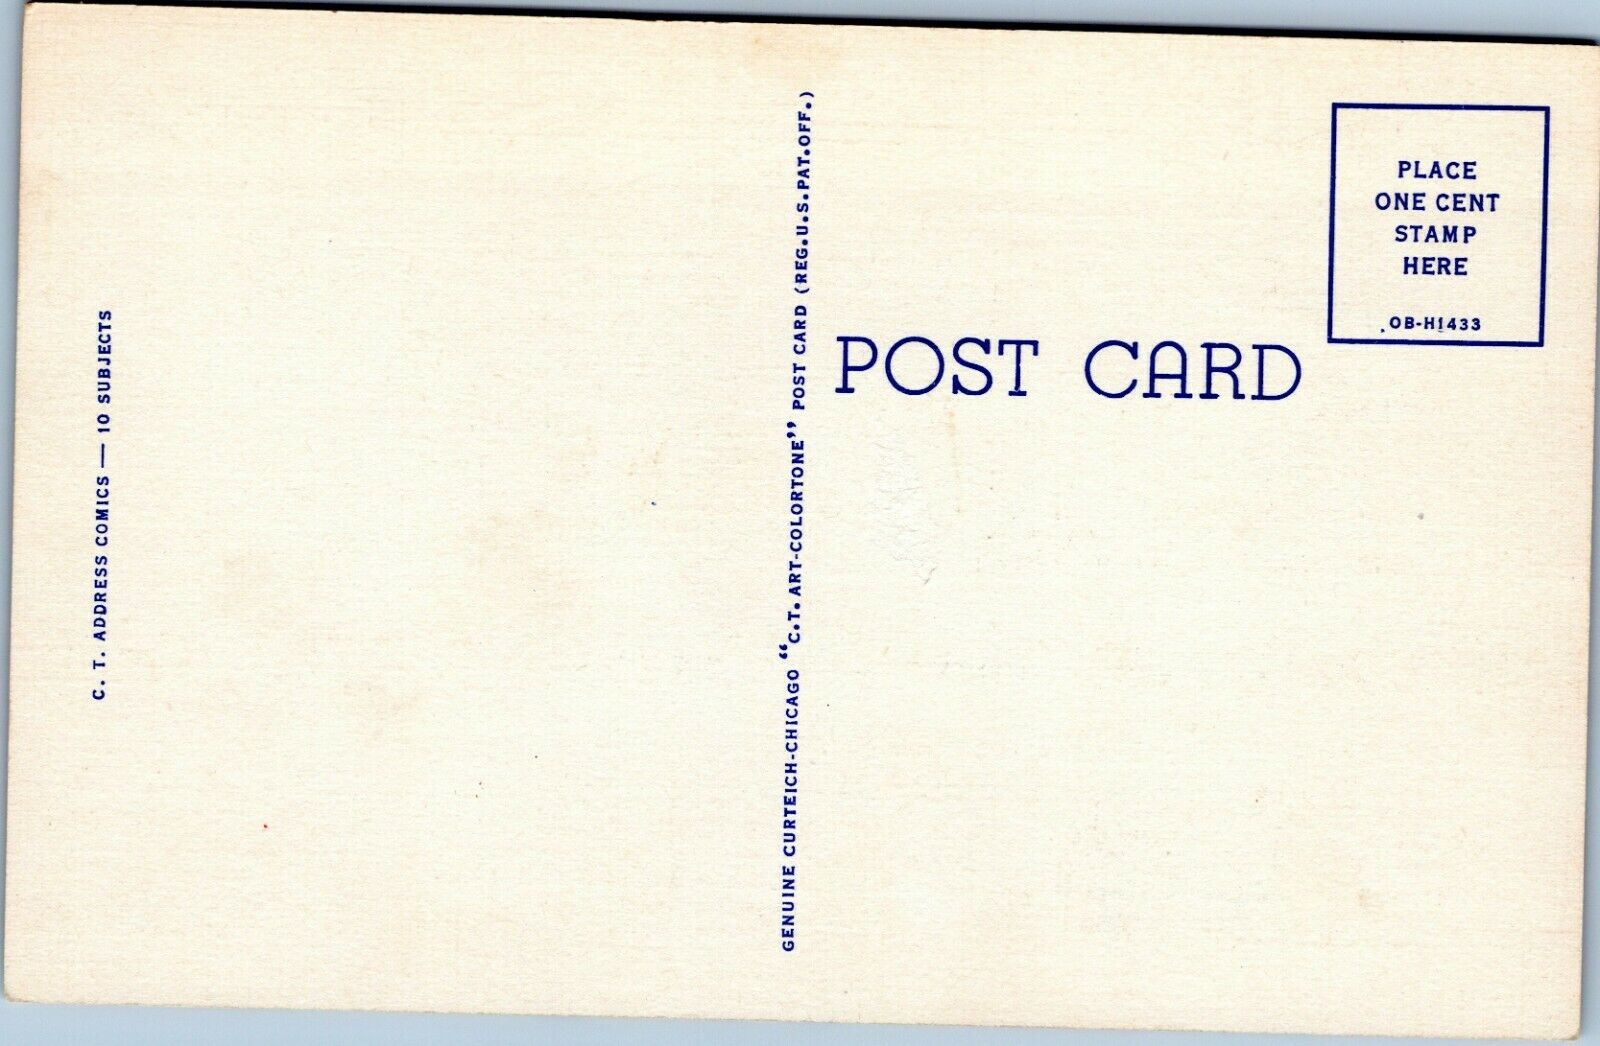 C. T. ADDRESS COMICS — 10 SUBJECTS
GENUINE CURTEICH-CHICAGO “C.T. ART-COLORTONE” POST CARD (REG.U.S.PAT.OFF.)
POST CARD
PLACE
ONE CENT
STAMP
HERE
OB-H1433